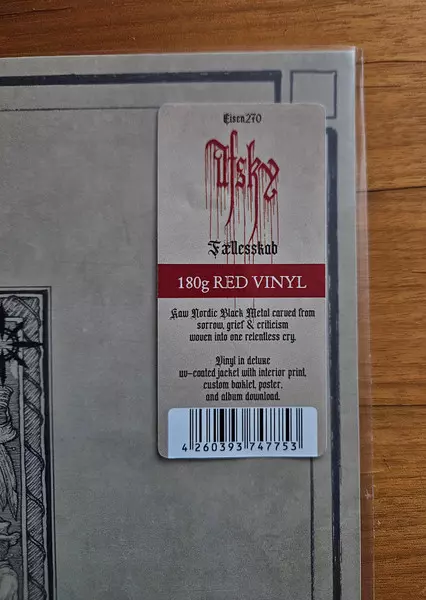 Eisen270
Afsky
Fællesskab
180g RED VINYL
Raw Nordic Black Metal carved from
sorrow, grief & criticism
woven into one relentless cry.
Vinyl in deluxe
uv-coated jacket with interior print,
custom booklet, poster,
and album download.
4 260393 747753